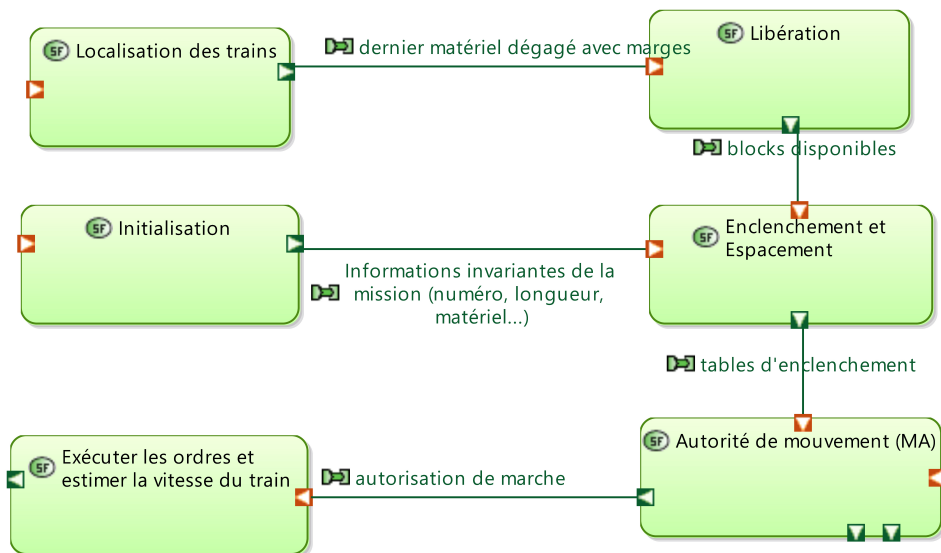 SF Localisation des trains
dernier matériel dégagé avec marges
SF Libération
blocks disponibles
SF Initialisation
Informations invariantes de la
mission (numéro, longueur,
matériel...)
SF Enclenchement et
Espacement
tables d'enclenchement
SF Autorité de mouvement (MA)
autorisation de marche
SF Exécuter les ordres et
estimer la vitesse du train